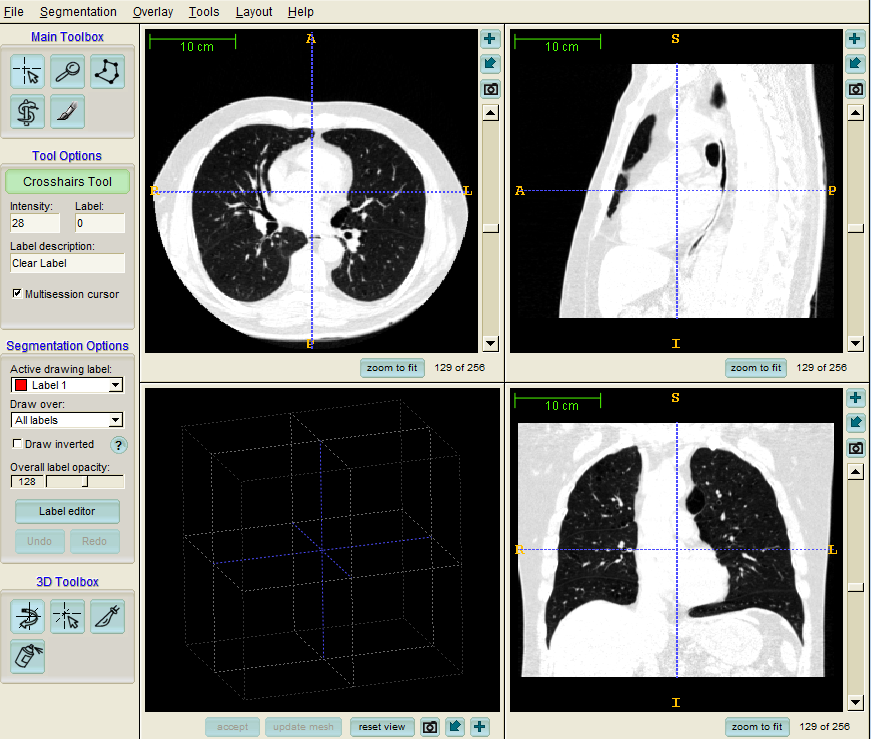 File Segmentation Overlay Tools Layout Help
Main Toolbox
Tool Options
Crosshairs Tool
Intensity: Label:
28 0
Label description:
Clear Label
Multisession cursor
Segmentation Options
Active drawing label:
Label 1
Draw over:
All labels
Draw inverted ?
Overall label opacity:
128
Label editor
Undo Redo
3D Toolbox
10 cm
A
R L
P
zoom to fit 129 of 256
10 cm
S
A P
I
zoom to fit 129 of 256
accept update mesh reset view
10 cm
S
R L
I
zoom to fit 129 of 256